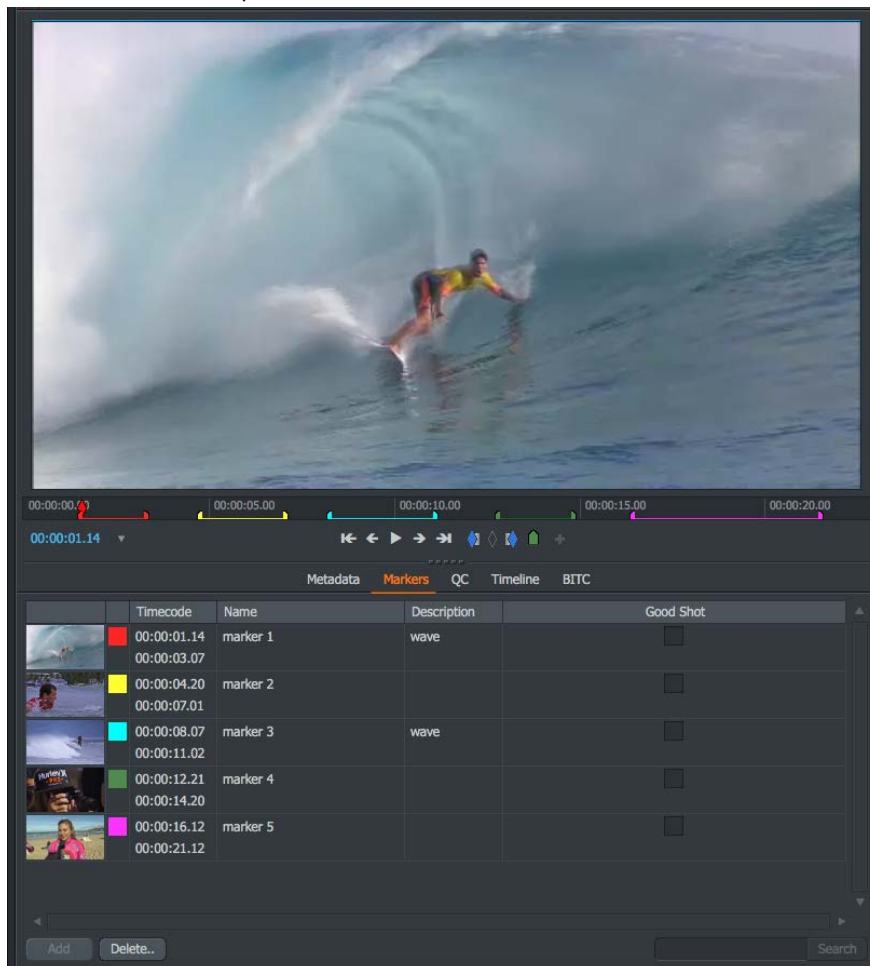 00:00:00.00 00:00:05.00 00:00:10.00 00:00:15.00 00:00:20.00
00:00:01.14
Metadata Markers QC Timeline BITC
Timecode Name Description Good Shot
00:00:01.14 marker 1 wave
00:00:03.07
00:00:04.20 marker 2
00:00:07.01
00:00:08.07 marker 3 wave
00:00:11.02
Hurley
00:00:12.21 marker 4
00:00:14.20
00:00:16.12 marker 5
00:00:21.12
Add Delete.. Search